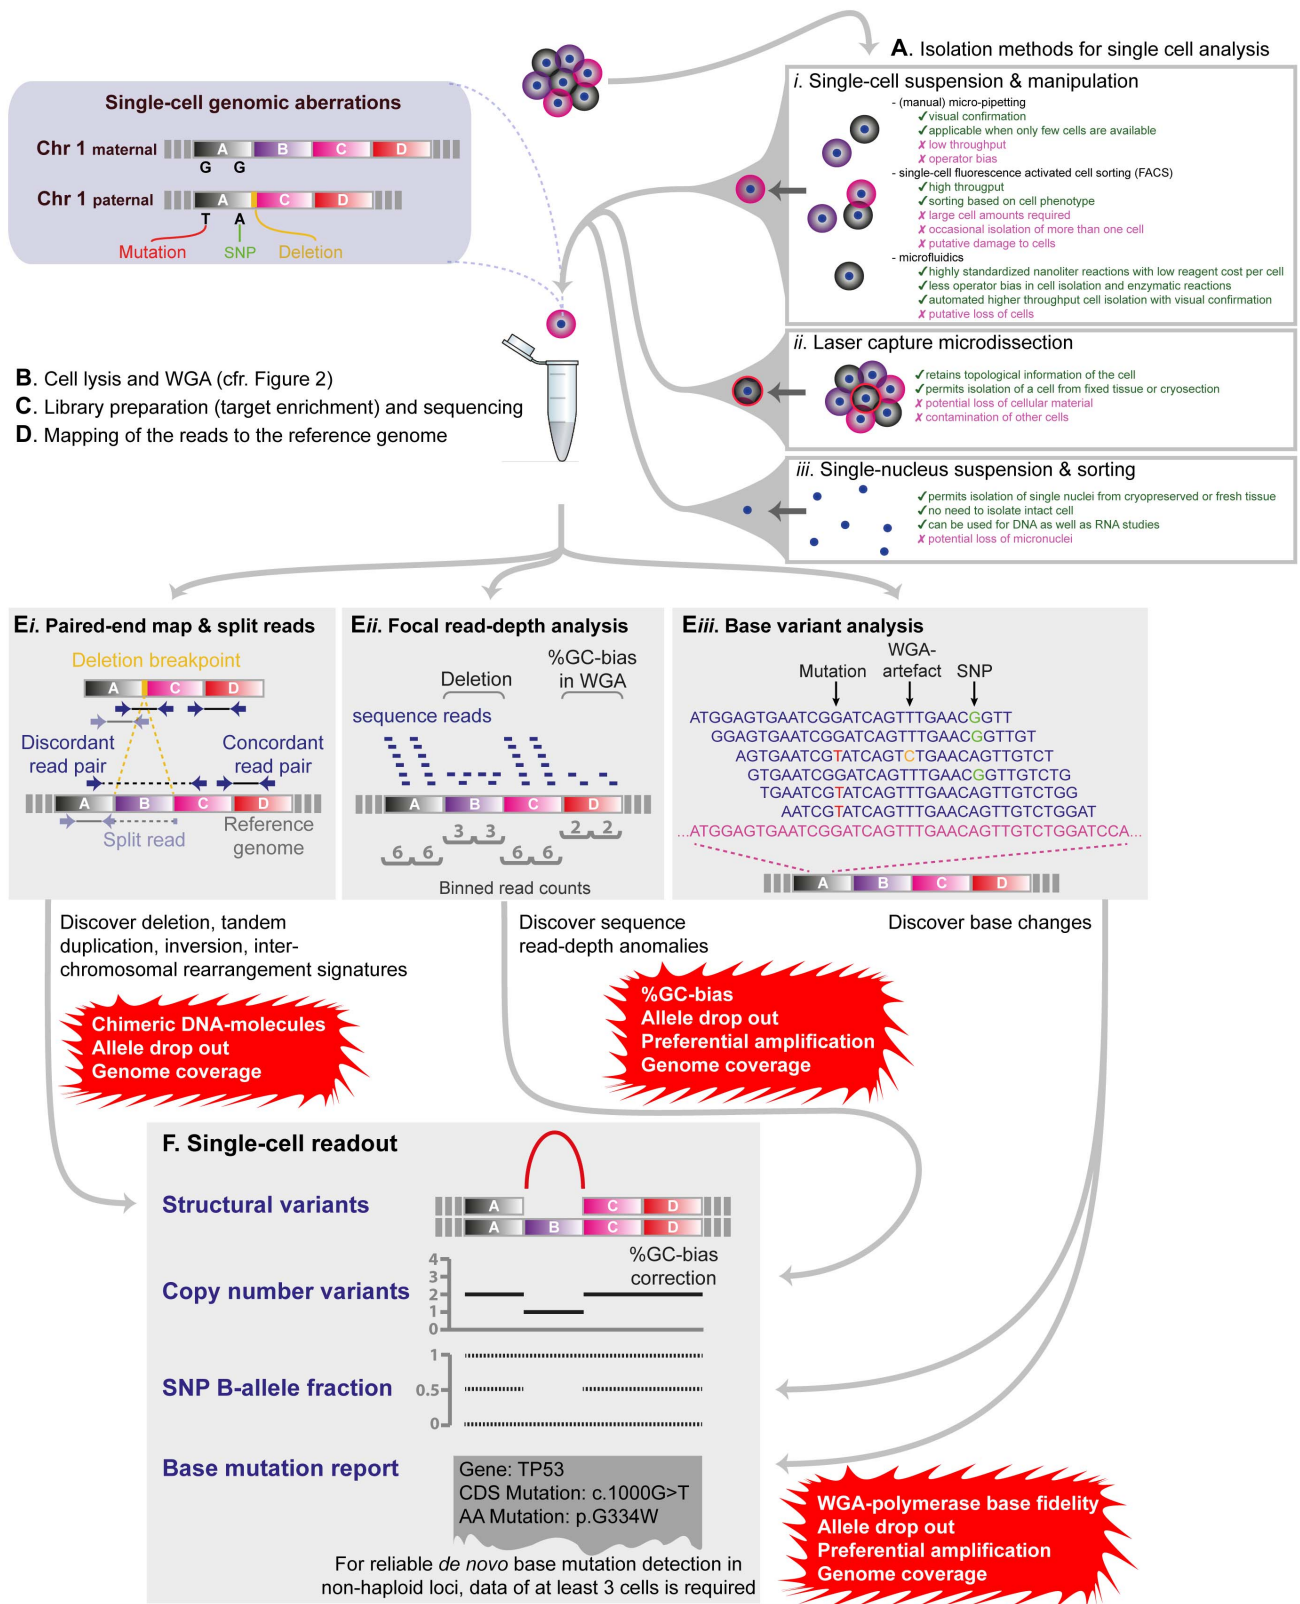 A. Isolation methods for single cell analysis
i. Single-cell suspension & manipulation
- (manual) micro-pipetting
✓visual confirmation
✓applicable when only few cells are available
✗ low throughput
✗ operator bias
- single-cell fluorescence activated cell sorting (FACS)
✓high througput
✓sorting based on cell phenotype
✗ large cell amounts required
✗ occasional isolation of more than one cell
✗ putative damage to cells
- microfluidics
✓highly standardized nanoliter reactions with low reagent cost per cell
✓less operator bias in cell isolation and enzymatic reactions
✓automated higher throughput cell isolation with visual confirmation
✗ putative loss of cells
ii. Laser capture microdissection
✓retains topological information of the cell
✓permits isolation of a cell from fixed tissue or cryosection
✗ potential loss of cellular material
✗ contamination of other cells
iii. Single-nucleus suspension & sorting
✓permits isolation of single nuclei from cryopreserved or fresh tissue
✓no need to isolate intact cell
✓can be used for DNA as well as RNA studies
✗ potential loss of micronuclei
Single-cell genomic aberrations
Chr 1 maternal A B C D
G G
Chr 1 paternal A C D
T A
Mutation SNP Deletion
B. Cell lysis and WGA (cfr. Figure 2)
C. Library preparation (target enrichment) and sequencing
D. Mapping of the reads to the reference genome
Ei. Paired-end map & split reads
Deletion breakpoint
A C D
Discordant read pair
Concordant read pair
A B C D
Split read
Reference genome
Eii. Focal read-depth analysis
%GC-bias
in WGA
Deletion
sequence reads
A B C D
3 3 2 2
6 6 6 6
Binned read counts
Eiii. Base variant analysis
WGA-
artefact
Mutation SNP
ATGGAGTGAATCGGATCAGTTTGAACGGTT
GGAGTGAATCGGATCAGTTTGAACGGTTGT
AGTGAATCGTATCAGTCTGAACAGTTGTCT
GTGAATCGGATCAGTTTGAACGGTTGTCTG
TGAATCGTATCAGTTTGAACAGTTGTCTGG
AATCGTATCAGTTTGAACAGTTGTCTGGAT
...ATGGAGTGAATCGGATCAGTTTGAACAGTTGTCTGGATCCA...
A B C D
Discover deletion, tandem
duplication, inversion, inter-
chromosomal rearrangement signatures
Chimeric DNA-molecules
Allele drop out
Genome coverage
Discover sequence
read-depth anomalies
%GC-bias
Allele drop out
Preferential amplification
Genome coverage
Discover base changes
F. Single-cell readout
Structural variants
A C D
A B C D
%GC-bias
correction
Copy number variants
4
3
2
1
0
SNP B-allele fraction
1
0.5
0
Base mutation report
Gene: TP53
CDS Mutation: c.1000G>T
AA Mutation: p.G334W
For reliable de novo base mutation detection in
non-haploid loci, data of at least 3 cells is required
WGA-polymerase base fidelity
Allele drop out
Preferential amplification
Genome coverage